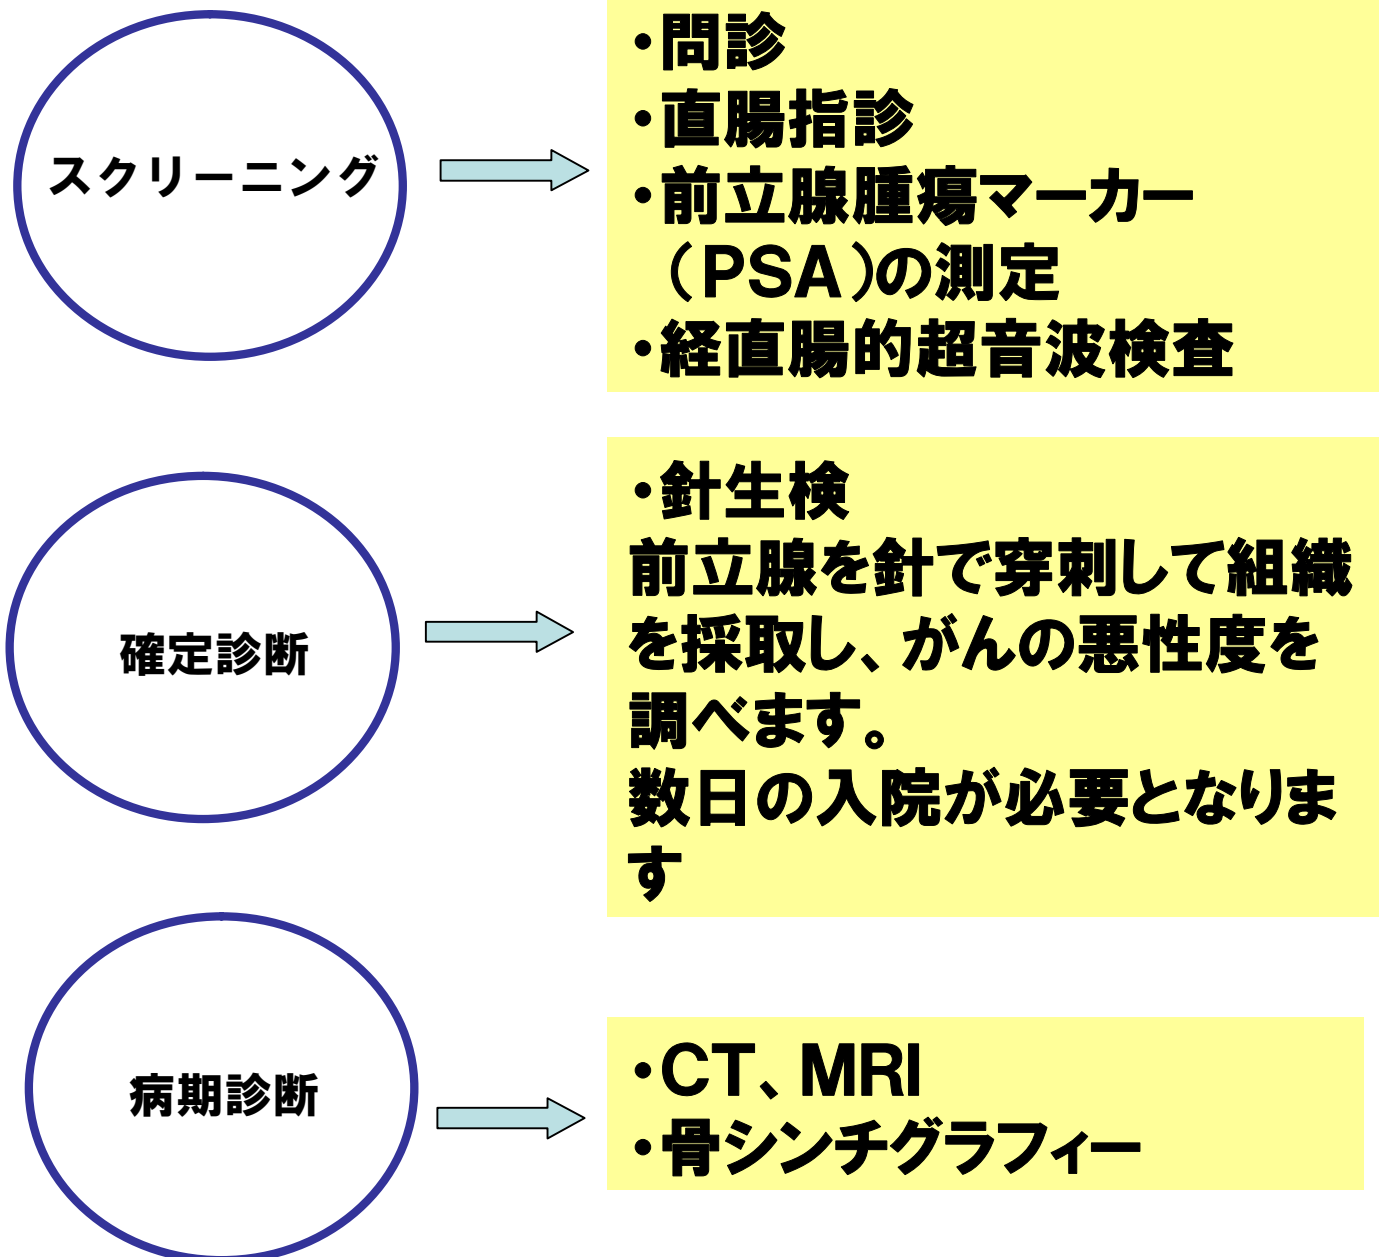 スクリーニング
・問診
・直腸指診
・前立腺腫瘍マーカー
（PSA）の測定
・経直腸的超音波検査
確定診断
・針生検
前立腺を針で穿刺して組織
を採取し、がんの悪性度を
調べます。
数日の入院が必要となりま
す
病期診断
・CT、MRI
・骨シンチグラフィー